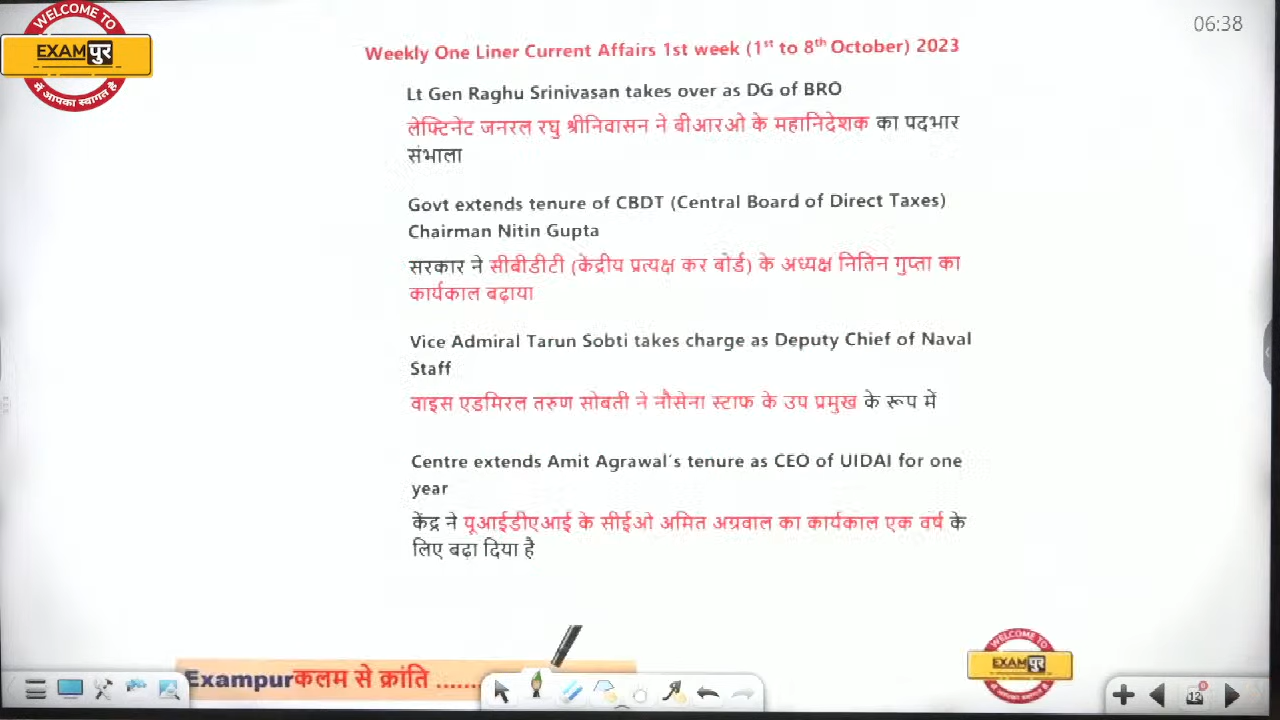 WELCOME TO
EXAMपुर
में आपका स्वागत है
06:38
Weekly One Liner Current Affairs 1st week (1st to 8th October) 2023
Lt Gen Raghu Srinivasan takes over as DG of BRO
लेफ्टिनेंट जनरल रघु श्रीनिवासन ने बीआरओ के महानिदेशक का पदभार
संभाला
Govt extends tenure of CBDT (Central Board of Direct Taxes)
Chairman Nitin Gupta
सरकार ने सीबीडीटी (केंद्रीय प्रत्यक्ष कर बोर्ड) के अध्यक्ष नितिन गुप्ता का
कार्यकाल बढ़ाया
Vice Admiral Tarun Sobti takes charge as Deputy Chief of Naval
Staff
वाइस एडमिरल तरुण सोबती ने नौसेना स्टाफ के उप प्रमुख के रूप में
Centre extends Amit Agrawal's tenure as CEO of UIDAI for one
year
केंद्र ने यूआईडीएआई के सीईओ अमित अग्रवाल का कार्यकाल एक वर्ष के
लिए बढ़ा दिया है
WELCOME TO
EXAMपुर
में आपका स्वागत है
Exampurकलम से क्रांति .......
12